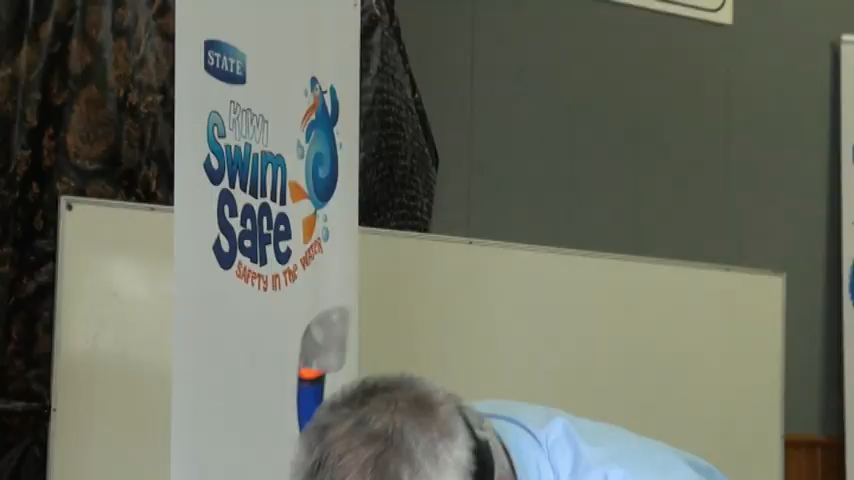 STATE
KIWI
Swim
Safe
SAFETY IN THE WATER